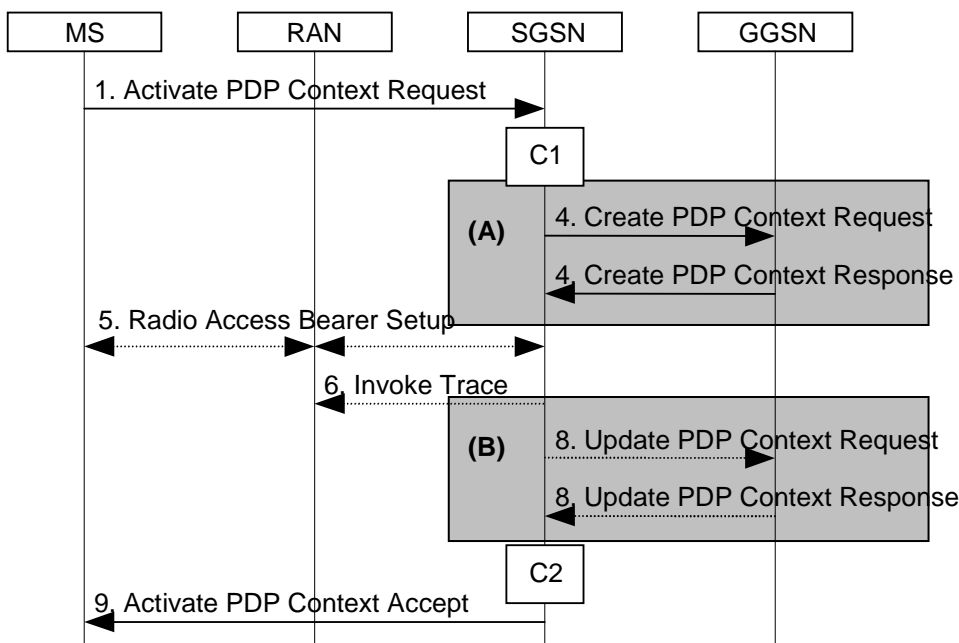 MS RAN SGSN GGSN
1. Activate PDP Context Request
C1
(A) 4. Create PDP Context Request
4. Create PDP Context Response
5. Radio Access Bearer Setup
6. Invoke Trace
(B) 8. Update PDP Context Request
8. Update PDP Context Response
C2
9. Activate PDP Context Accept